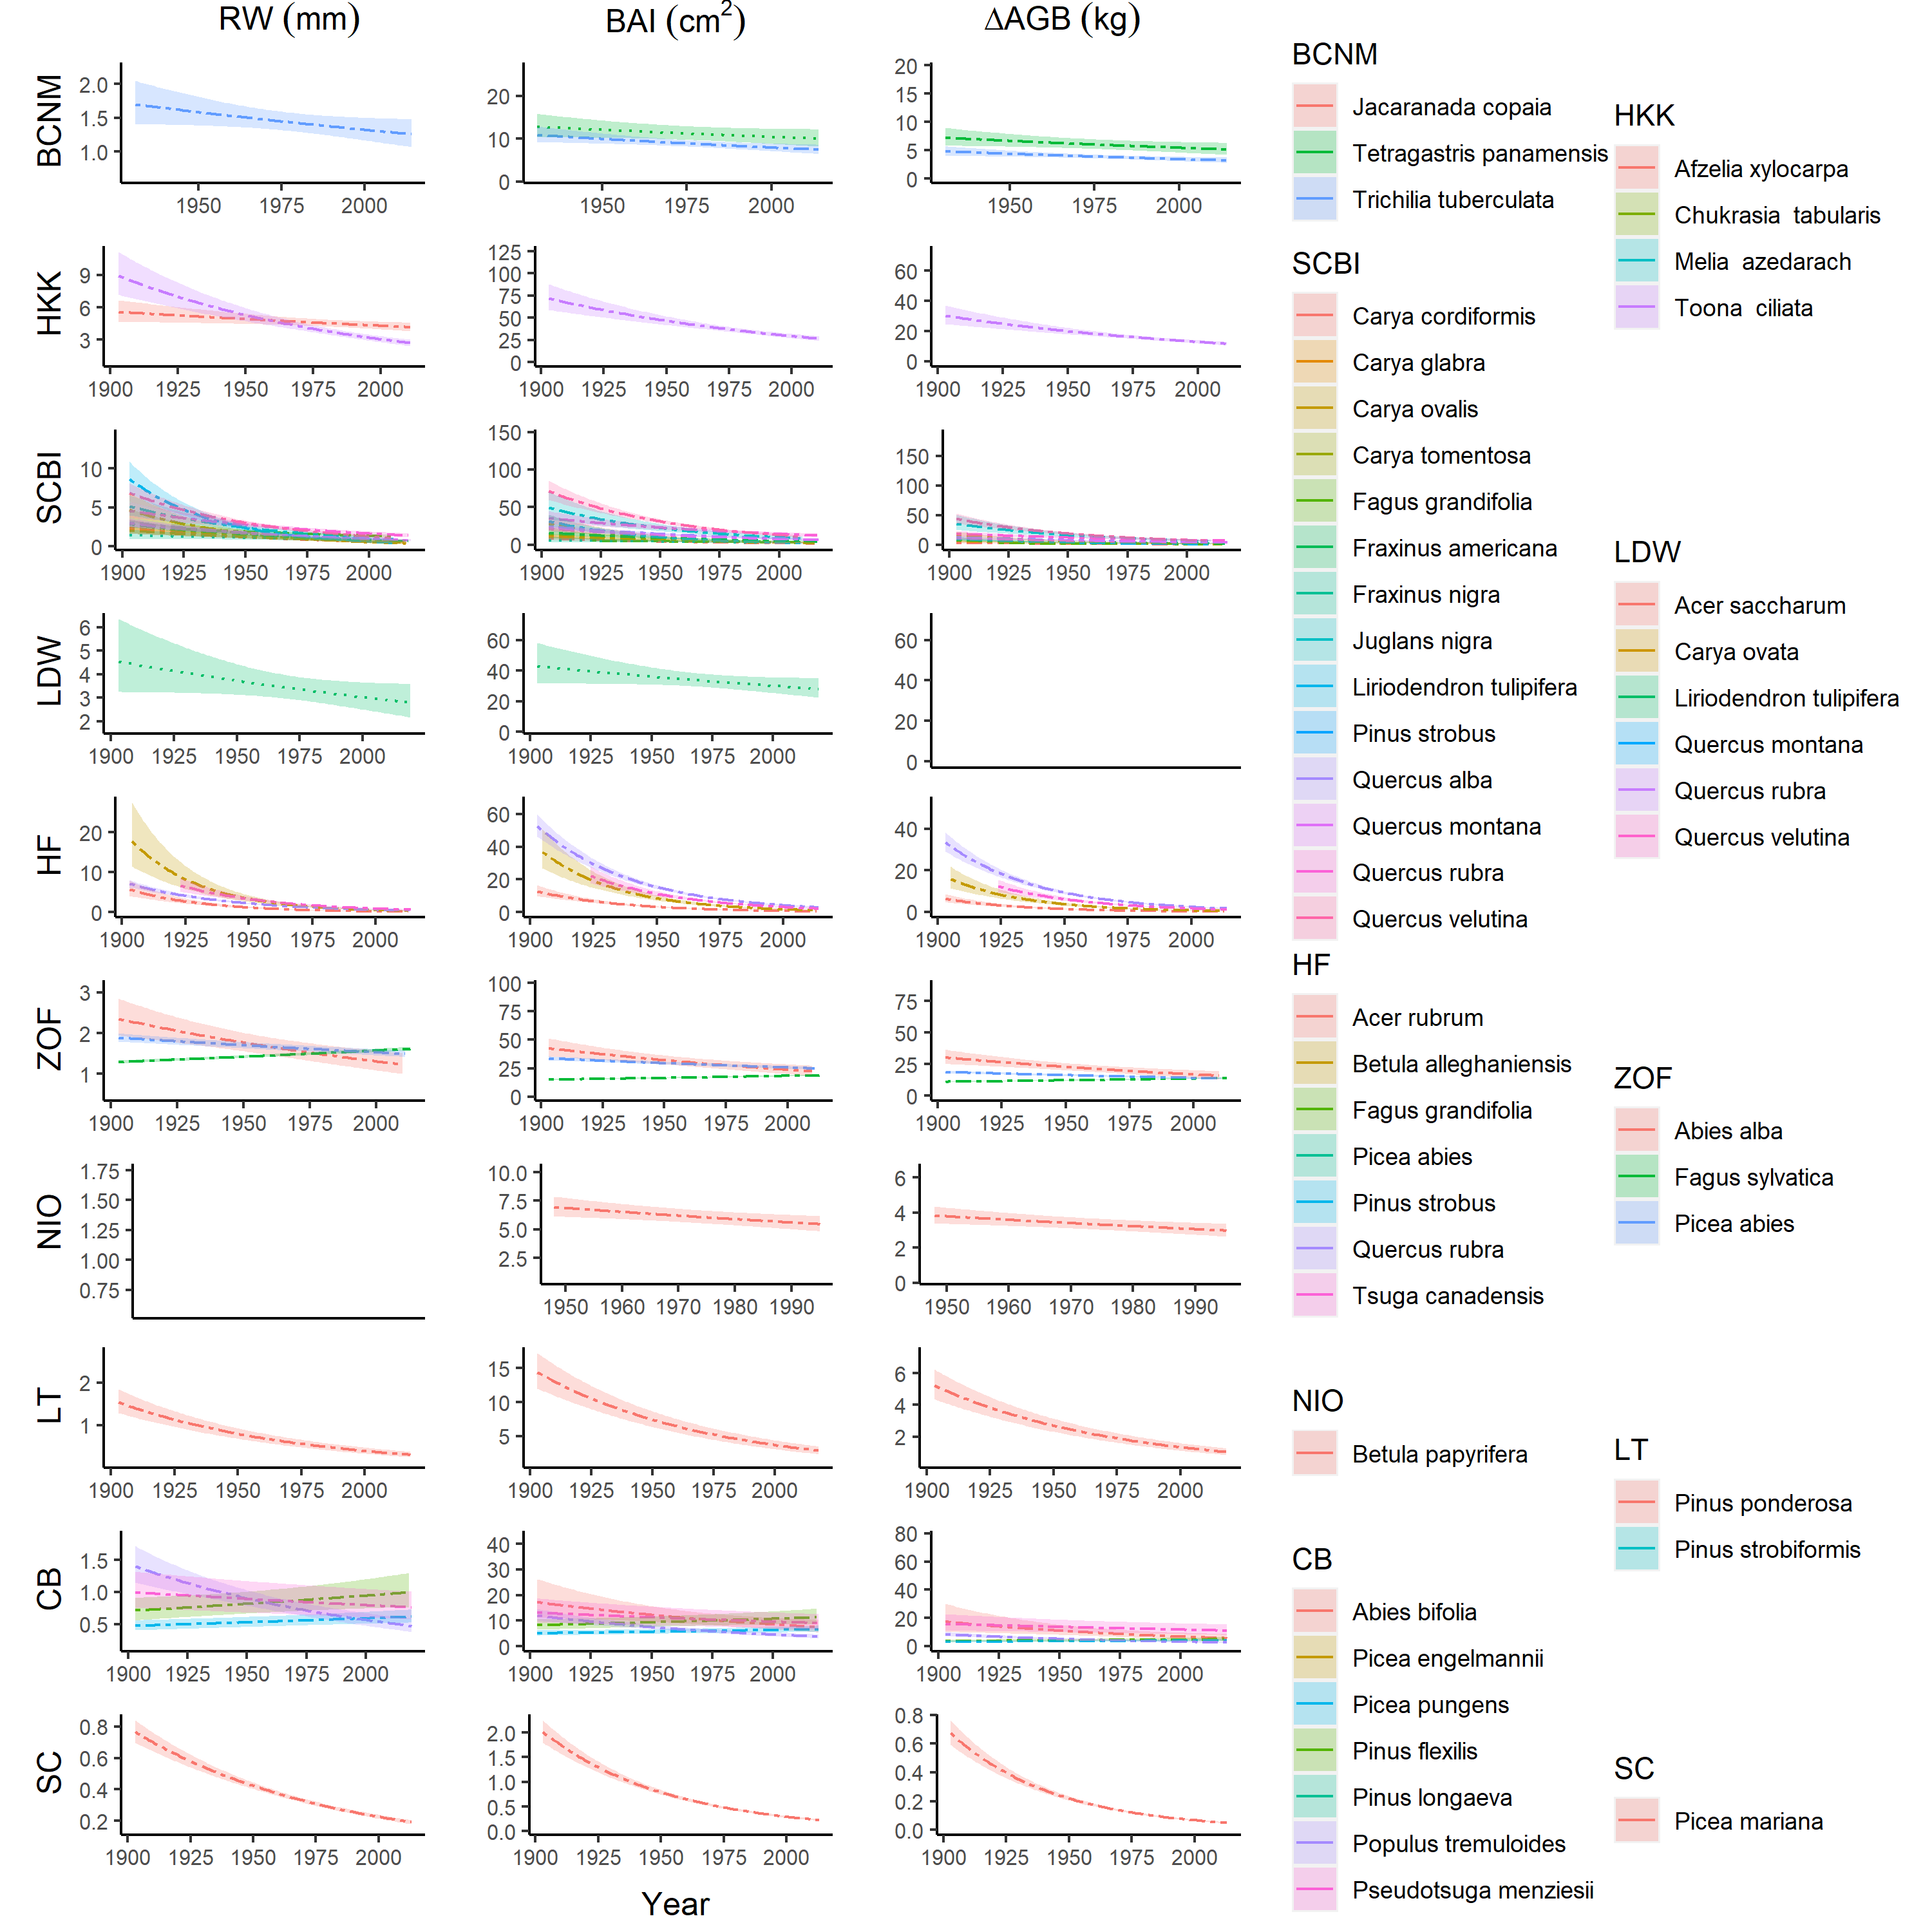 RW (mm)
BAI (cm²)
ΔAGB (kg)
BCNM
2.0
1.5
1.0
1950 1975 2000
20
10
0
1950 1975 2000
20
15
10
5
0
1950 1975 2000
HKK
9
6
3
1900 1925 1950 1975 2000
125
100
75
50
25
0
1900 1925 1950 1975 2000
60
40
20
0
1900 1925 1950 1975 2000
SCBI
10
5
0
1900 1925 1950 1975 2000
150
100
50
0
1900 1925 1950 1975 2000
150
100
50
0
1900 1925 1950 1975 2000
LDW
6
5
4
3
2
1900 1925 1950 1975 2000
60
40
20
0
1900 1925 1950 1975 2000
60
40
20
0
HF
20
10
0
1900 1925 1950 1975 2000
60
40
20
0
1900 1925 1950 1975 2000
40
20
0
1900 1925 1950 1975 2000
ZOF
3
2
1
1900 1925 1950 1975 2000
100
75
50
25
0
1900 1925 1950 1975 2000
75
50
25
0
1900 1925 1950 1975 2000
NIO
1.75
1.50
1.25
1.00
0.75
10.0
7.5
5.0
2.5
1950 1960 1970 1980 1990
6
4
2
0
1950 1960 1970 1980 1990
LT
2
1
1900 1925 1950 1975 2000
15
10
5
1900 1925 1950 1975 2000
6
4
2
1900 1925 1950 1975 2000
CB
1.5
1.0
0.5
1900 1925 1950 1975 2000
40
30
20
10
0
1900 1925 1950 1975 2000
80
60
40
20
0
1900 1925 1950 1975 2000
SC
0.8
0.6
0.4
0.2
1900 1925 1950 1975 2000
2.0
1.5
1.0
0.5
0.0
1900 1925 1950 1975 2000
0.8
0.6
0.4
0.2
0.0
1900 1925 1950 1975 2000
Year
BCNM
Jacaranada copaia
Tetragastris panamensis
Trichilia tuberculata
HKK
Afzelia xylocarpa
Chukrasia  tabularis
Melia  azedarach
Toona  ciliata
SCBI
Carya cordiformis
Carya glabra
Carya ovalis
Carya tomentosa
Fagus grandifolia
Fraxinus americana
Fraxinus nigra
Juglans nigra
Liriodendron tulipifera
Pinus strobus
Quercus alba
Quercus montana
Quercus rubra
Quercus velutina
LDW
Acer saccharum
Carya ovata
Liriodendron tulipifera
Quercus montana
Quercus rubra
Quercus velutina
HF
Acer rubrum
Betula alleghaniensis
Fagus grandifolia
Picea abies
Pinus strobus
Quercus rubra
Tsuga canadensis
ZOF
Abies alba
Fagus sylvatica
Picea abies
NIO
Betula papyrifera
LT
Pinus ponderosa
Pinus strobiformis
CB
Abies bifolia
Picea engelmannii
Picea pungens
Pinus flexilis
Pinus longaeva
Populus tremuloides
Pseudotsuga menziesii
SC
Picea mariana